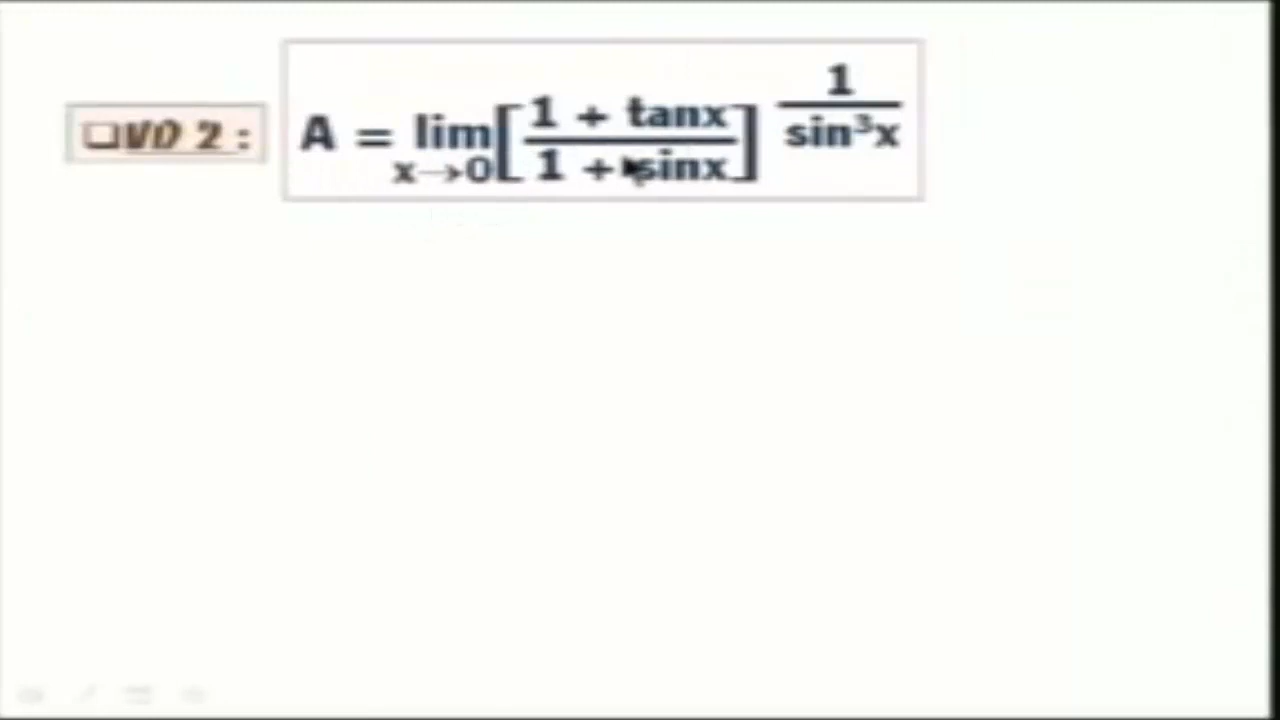 ❑VD 2 :
A = lim x→0 [ (1 + tanx) / (1 + sinx) ] ^ (1 / sin³x)